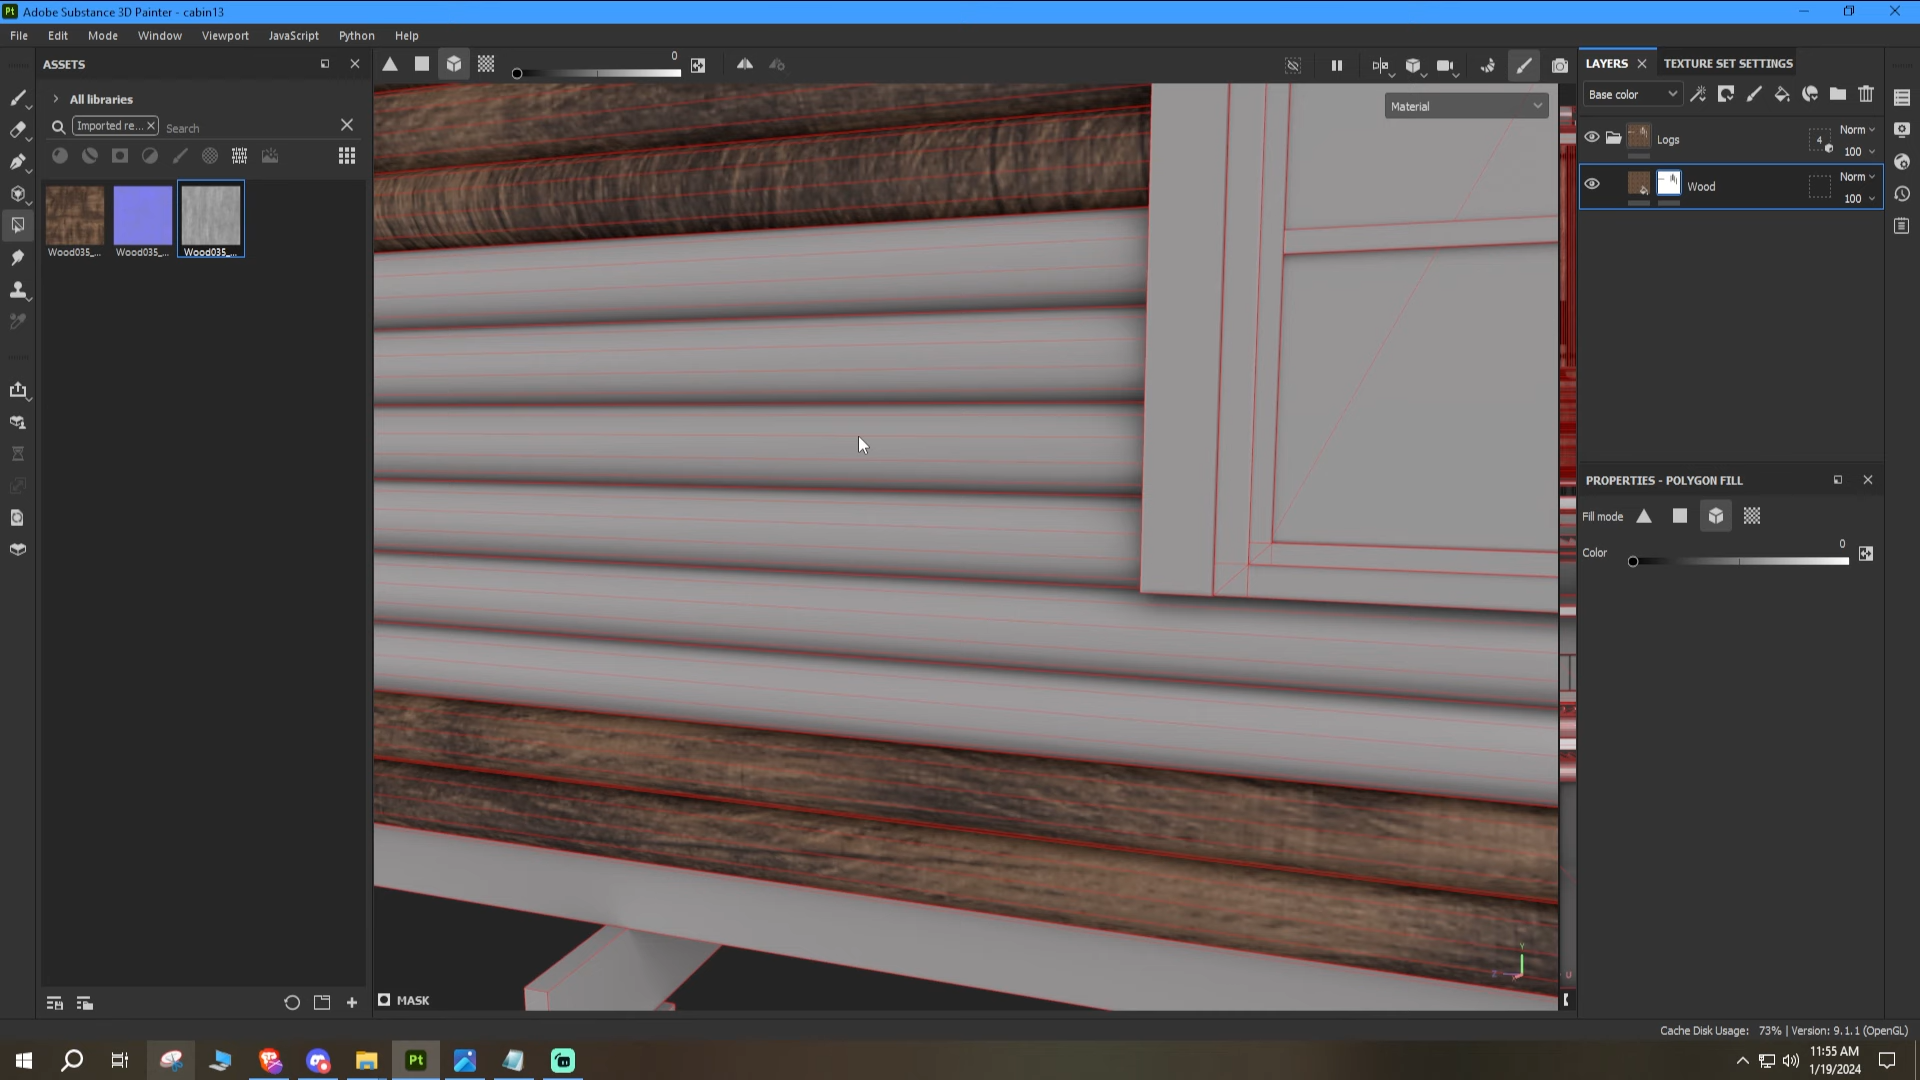 Adobe Substance 3D Painter - cabin13
File Edit Mode Window Viewport JavaScript Python Help
ASSETS
All libraries
Imported re... Search
Wood035_... Wood035_... Wood035_...
0
Material
MASK
Y
Z
U
LAYERS TEXTURE SET SETTINGS
Base color
Logs 4 Norm
100
Wood Norm
100
PROPERTIES - POLYGON FILL
Fill mode
Color 0
Cache Disk Usage: 73% | Version: 9.1.1 (OpenGL)
Pt
11:55 AM
1/19/2024